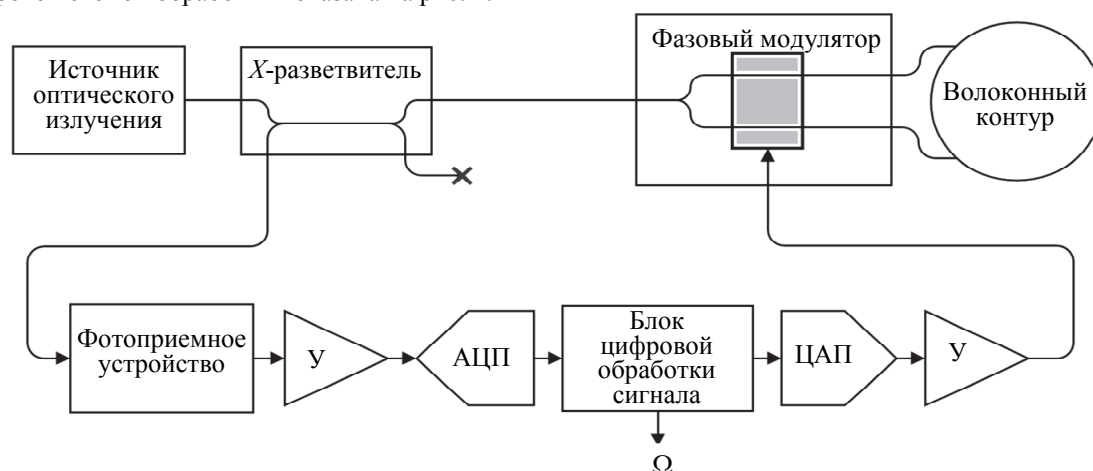 Источник
оптического
излучения
X-разветвитель
Фазовый модулятор
Волоконный
контур
Фотоприемное
устройство
У
АЦП
Блок
цифровой
обработки
сигнала
ЦАП
У
Ω